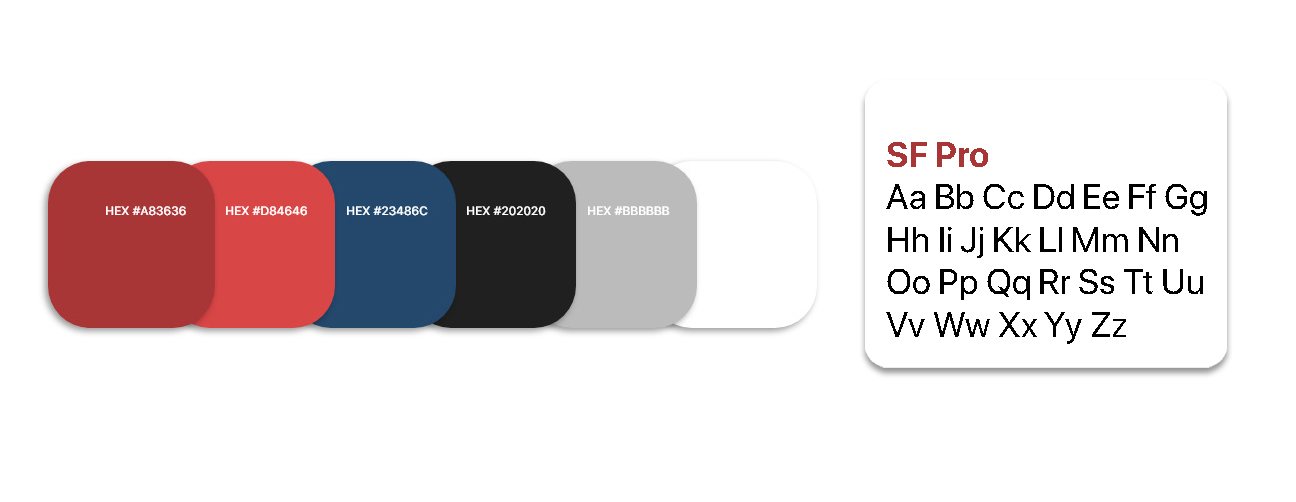 HEX #A83636
HEX #D84646
HEX #23486C
HEX #202020
HEX #BBBBBB
SF Pro
Aa Bb Cc Dd Ee Ff Gg
Hh Ii Jj Kk Ll Mm Nn
Oo Pp Qq Rr Ss Tt Uu
Vv Ww Xx Yy Zz